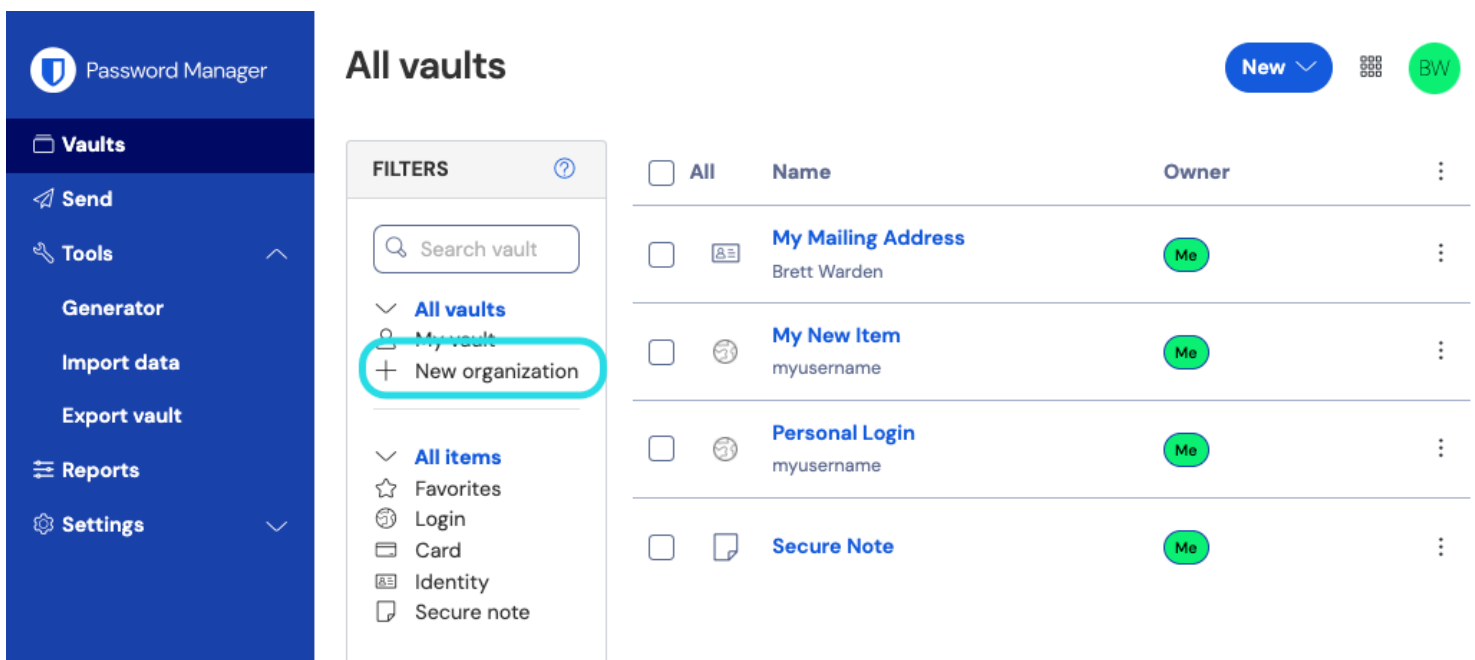 Password Manager
Vaults
Send
Tools
Generator
Import data
Export vault
Reports
Settings
All vaults
New
BW
FILTERS
Search vault
All vaults
My vault
New organization
All items
Favorites
Login
Card
Identity
Secure note
All Name Owner
My Mailing Address
Brett Warden
Me
My New Item
myusername
Me
Personal Login
myusername
Me
Secure Note
Me